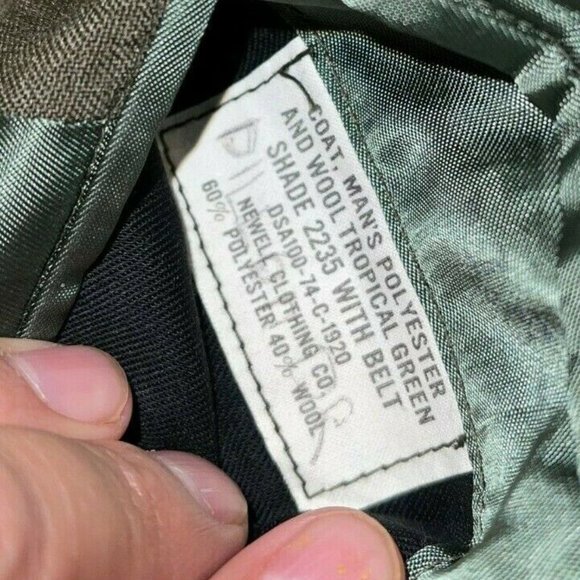 COAT, MAN'S POLYESTER
AND WOOL TROPICAL GREEN
SHADE 2235 WITH BELT
DSA100-74-C-1920
NEWELL CLOTHING CO.
60% POLYESTER 40% WOOL